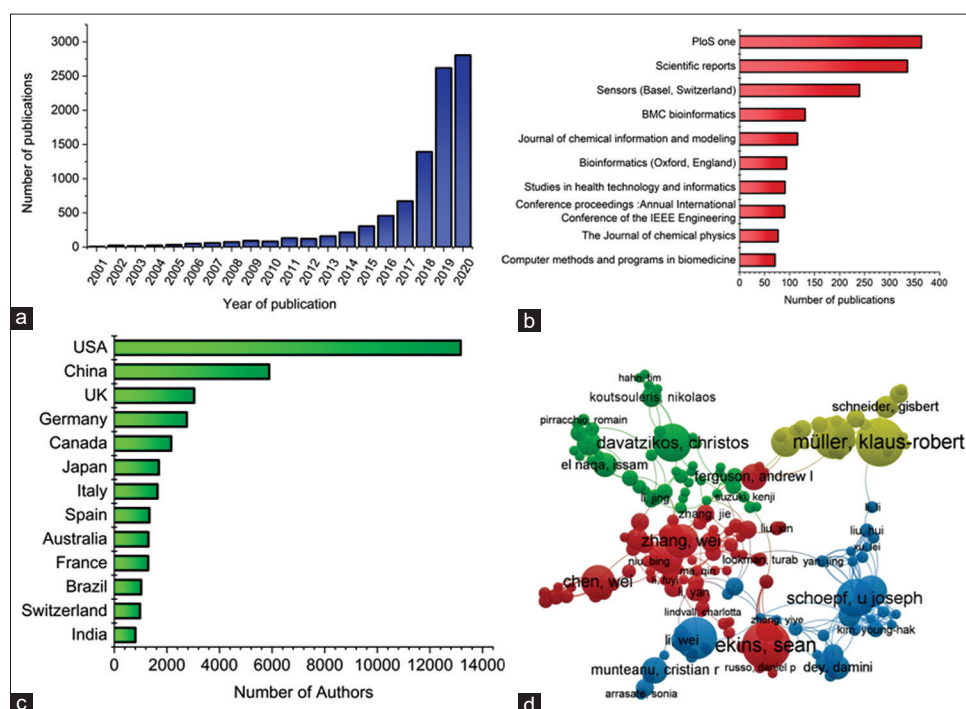 3000
2500
2000
1500
1000
500
0
Number of publications
2001 2002 2003 2004 2005 2006 2007 2008 2009 2010 2011 2012 2013 2014 2015 2016 2017 2018 2019 2020
Year of publication
a
PloS one
Scientific reports
Sensors (Basel, Switzerland)
BMC bioinformatics
Journal of chemical information and modeling
Bioinformatics (Oxford, England)
Studies in health technology and informatics
Conference proceedings :Annual International
Conference of the IEEE Engineering
The Journal of chemical physics
Computer methods and programs in biomedicine
0 50 100 150 200 250 300 350 400
Number of publications
b
USA
China
UK
Germany
Canada
Japan
Italy
Spain
Australia
France
Brazil
Switzerland
India
0 2000 4000 6000 8000 10000 12000 14000
Number of Authors
c
hahn, tim
koutsouleris, nikolaos
schneider, gisbert
pirracchio, romain
davatzikos, christos
müller, klaus-robert
el naqa, issam
ferguson, andrew l
li, jing
suzuki, kenji
zhang, jie
liu, xin
li, li
liu, hui
xu, lei
zhang, wei
niu, bing
ma, qin
lookman, turab
yan, jing
chen, wei
li, fuyi
li, yan
schoepf, u joseph
lindvall, charlotta
zhang, yiye
kim, young-hak
li, wei
ekins, sean
munteanu, cristian r
russo, daniel p
dey, damini
arrasate, sonia
d